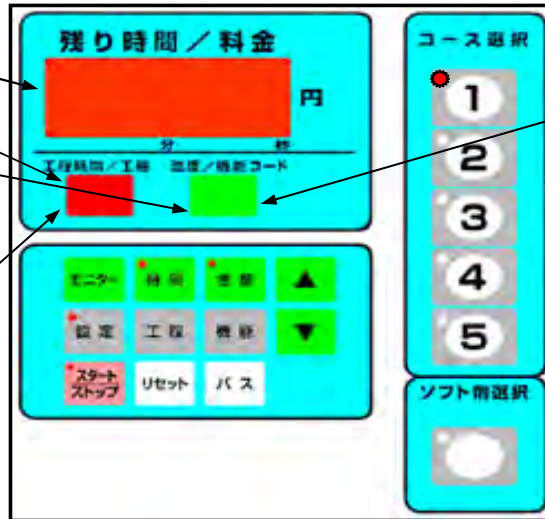 残り時間／料金
円
分 秒
工程時間／工程 温度／機能コード
モニター 時間 ▲
設定 工程 機能 ▼
スタート
ストップ リセット パス
コース選択
1
2
3
4
5
ソフト剤選択